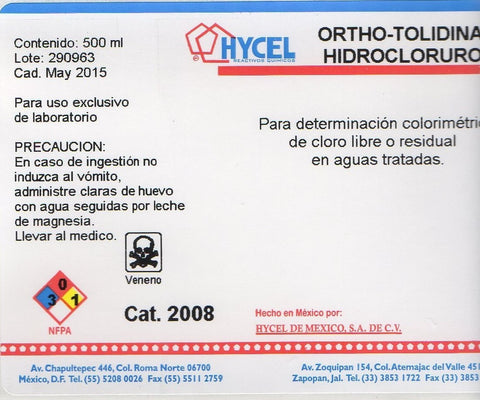 Contenido: 500 ml
Lote: 290963
Cad. May 2015
HYCEL
REACTIVOS QUIMICOS
®
ORTHO-TOLIDINA
HIDROCLORURO
Para uso exclusivo
de laboratorio
Para determinación colorimétri
de cloro libre o residual
en aguas tratadas.
PRECAUCION:
En caso de ingestión no
induzca al vómito,
administre claras de huevo
con agua seguidas por leche
de magnesia.
Llevar al medico.
Veneno
0
3
1
NFPA
Cat. 2008
Hecho en México por:
HYCEL DE MEXICO, S.A. DE C.V.
Av. Chapultepec 446, Col. Roma Norte 06700
México, D.F. Tel. (55) 5208 0026 Fax (55) 5511 2759
Av. Zoquipan 154, Col. Atemajac del Valle 451
Zapopan, Jal. Tel. (33) 3853 1722 Fax (33) 3853